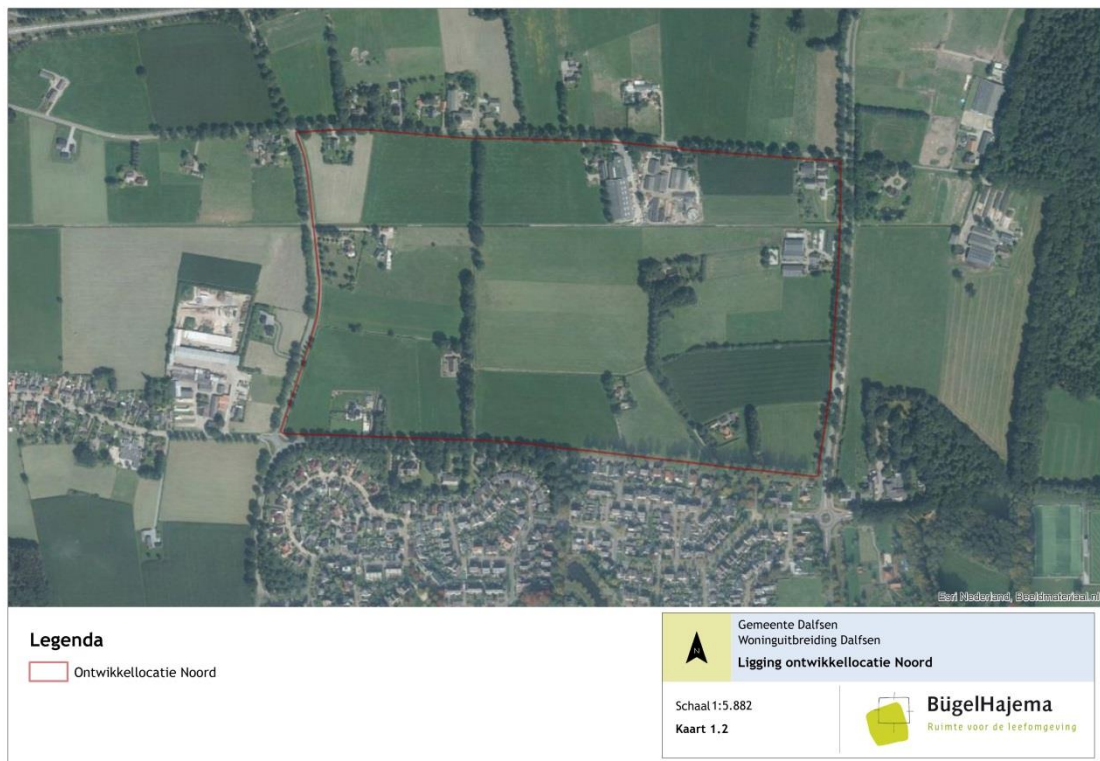 Esri Nederland, Beeldmateriaal.nl
Legenda
Ontwikkellocatie Noord
N
Gemeente Dalfsen
Woninguitbreiding Dalfsen
Ligging ontwikkellocatie Noord
Schaal 1:5.882
Kaart 1.2
BügelHajema
Ruimte voor de leefomgeving